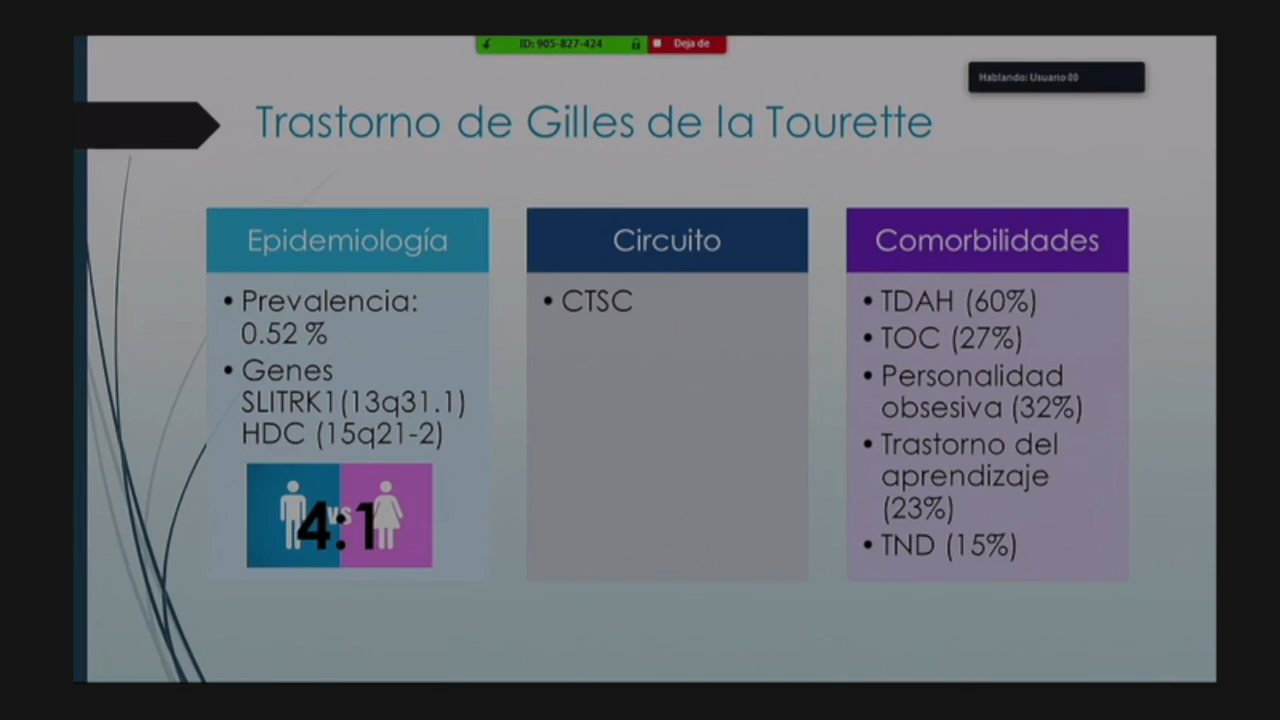 ID: 905-827-424
Deja de
Hablando: Usuario 00
Trastorno de Gilles de la Tourette
Epidemiología
• Prevalencia:
0.52 %
• Genes
SLITRK1(13q31.1)
HDC (15q21-2)
vs
4:1
Circuito
• CTSC
Comorbilidades
• TDAH (60%)
• TOC (27%)
• Personalidad
obsesiva (32%)
• Trastorno del
aprendizaje
(23%)
• TND (15%)